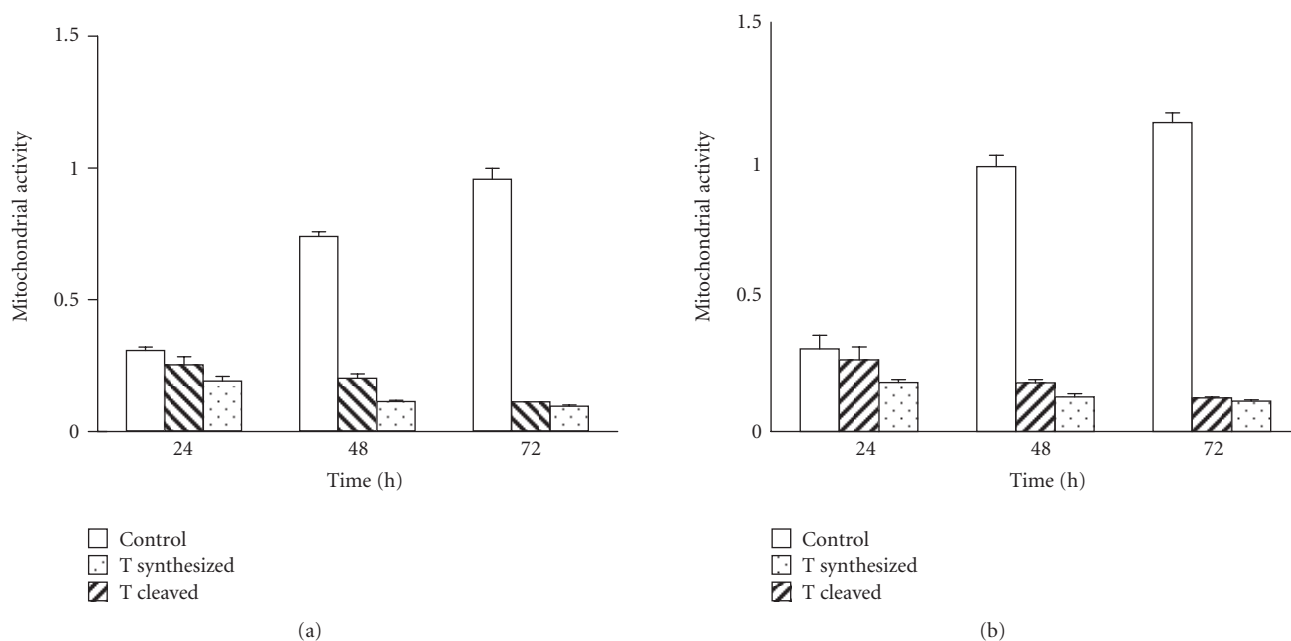 1.5
1
0.5
0
Mitochondrial activity
24 48 72
Time (h)
Control
T synthesized
T cleaved
(a)
1.5
1
0.5
0
Mitochondrial activity
24 48 72
Time (h)
Control
T synthesized
T cleaved
(b)